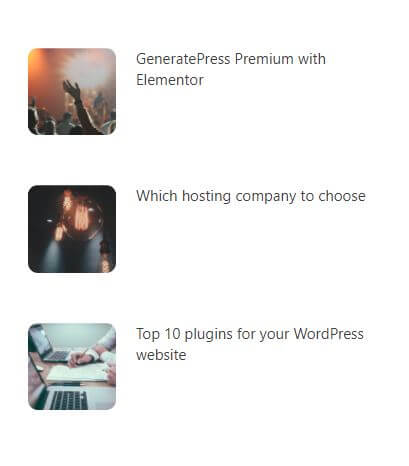 GeneratePress Premium with
Elementor
Which hosting company to choose
Top 10 plugins for your WordPress
website